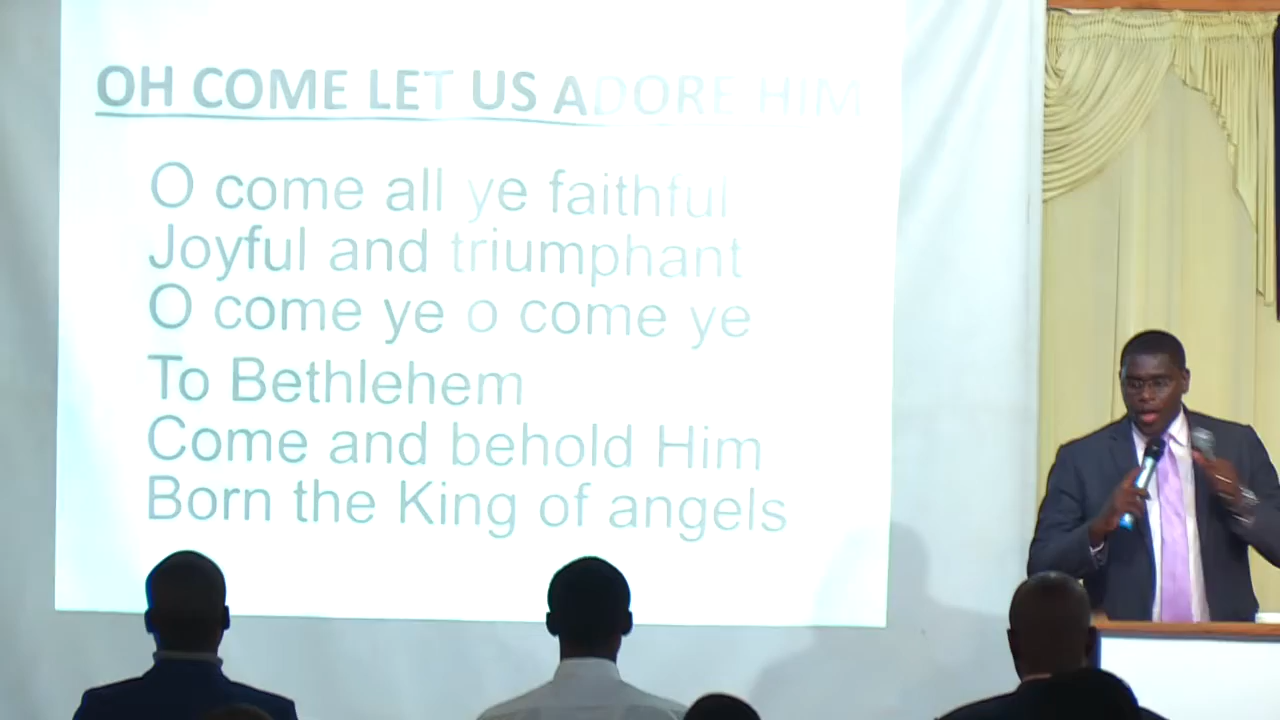 OH COME LET US ADORE HIM
O come all ye faithful
Joyful and triumphant
O come ye o come ye
To Bethlehem
Come and behold Him
Born the King of angels